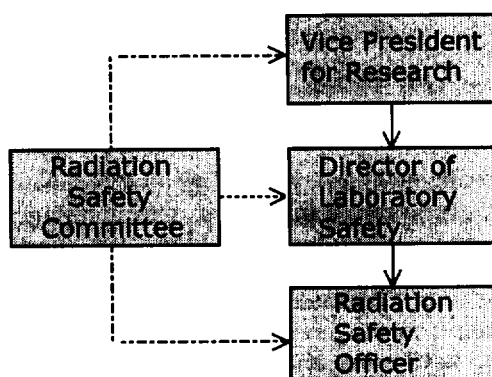 Vice President
for Research
Radiation
Safety
Committee
Director of
Laboratory
Safety
Radiation
Safety
Officer